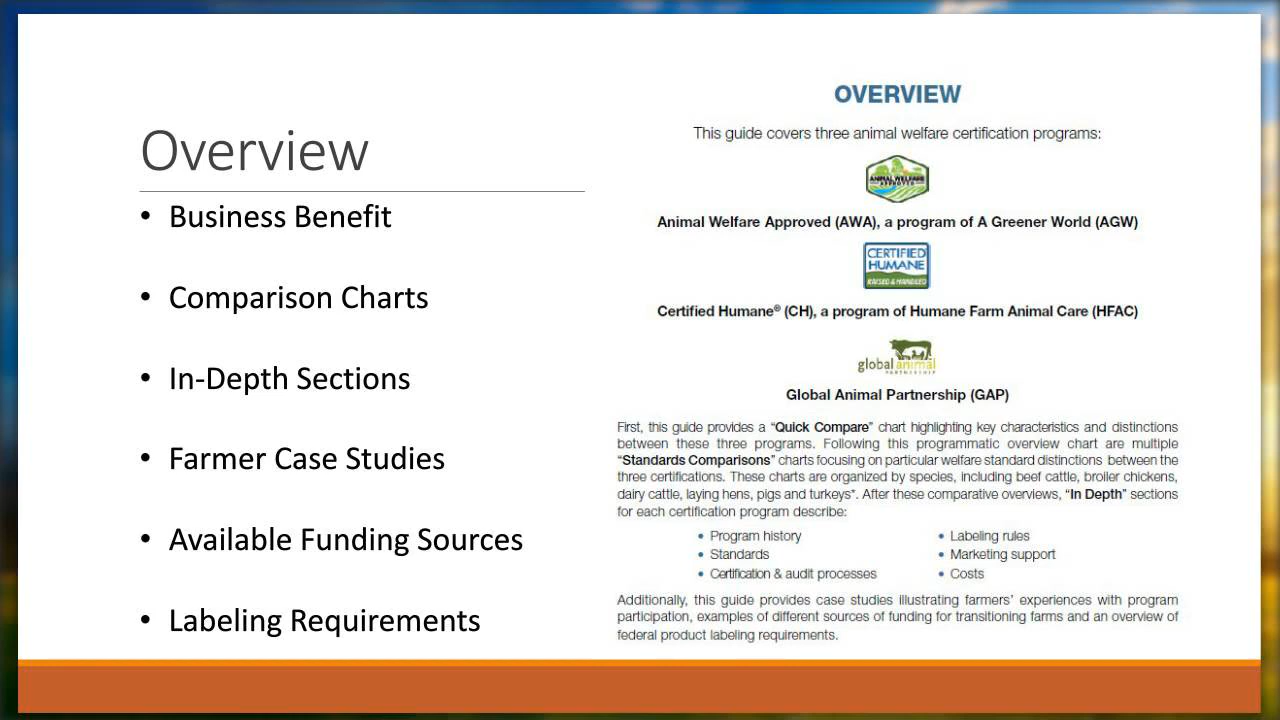 Overview
• Business Benefit
• Comparison Charts
• In-Depth Sections
• Farmer Case Studies
• Available Funding Sources
• Labeling Requirements
OVERVIEW
This guide covers three animal welfare certification programs:
ANIMAL WELFARE
APPROVED
Animal Welfare Approved (AWA), a program of A Greener World (AGW)
CERTIFIED
HUMANE
RAISED & HANDLED
Certified Humane® (CH), a program of Humane Farm Animal Care (HFAC)
global animal
PARTNERSHIP
Global Animal Partnership (GAP)
First, this guide provides a “Quick Compare” chart highlighting key characteristics and distinctions
between these three programs. Following this programmatic overview chart are multiple
“Standards Comparisons” charts focusing on particular welfare standard distinctions between the
three certifications. These charts are organized by species, including beef cattle, broiler chickens,
dairy cattle, laying hens, pigs and turkeys*. After these comparative overviews, “In Depth” sections
for each certification program describe:
• Program history
• Standards
• Certification & audit processes
• Labeling rules
• Marketing support
• Costs
Additionally, this guide provides case studies illustrating farmers’ experiences with program
participation, examples of different sources of funding for transitioning farms and an overview of
federal product labeling requirements.